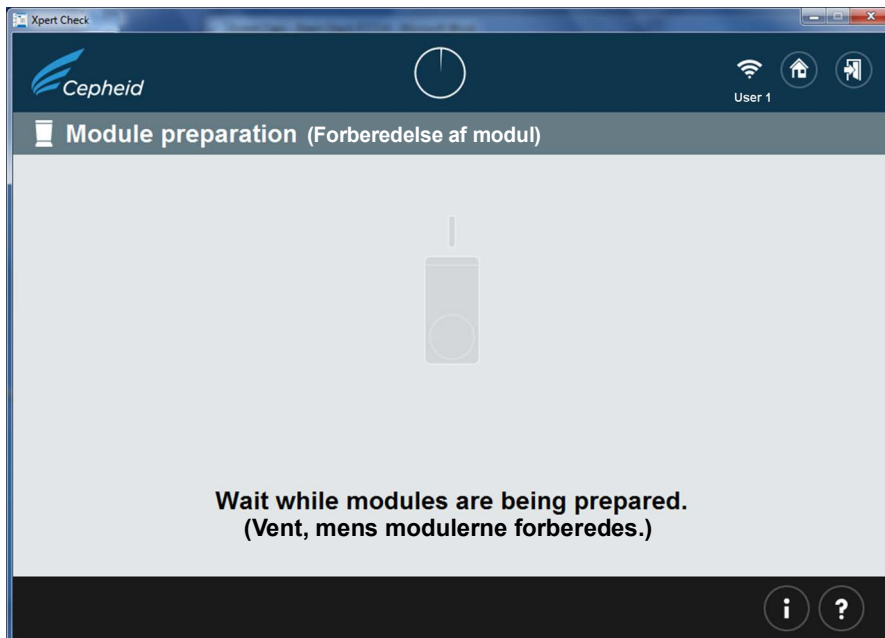 Xpert Check
Cepheid
User 1
Module preparation (Forberedelse af modul)
Wait while modules are being prepared.
(Vent, mens modulerne forberedes.)
i ?